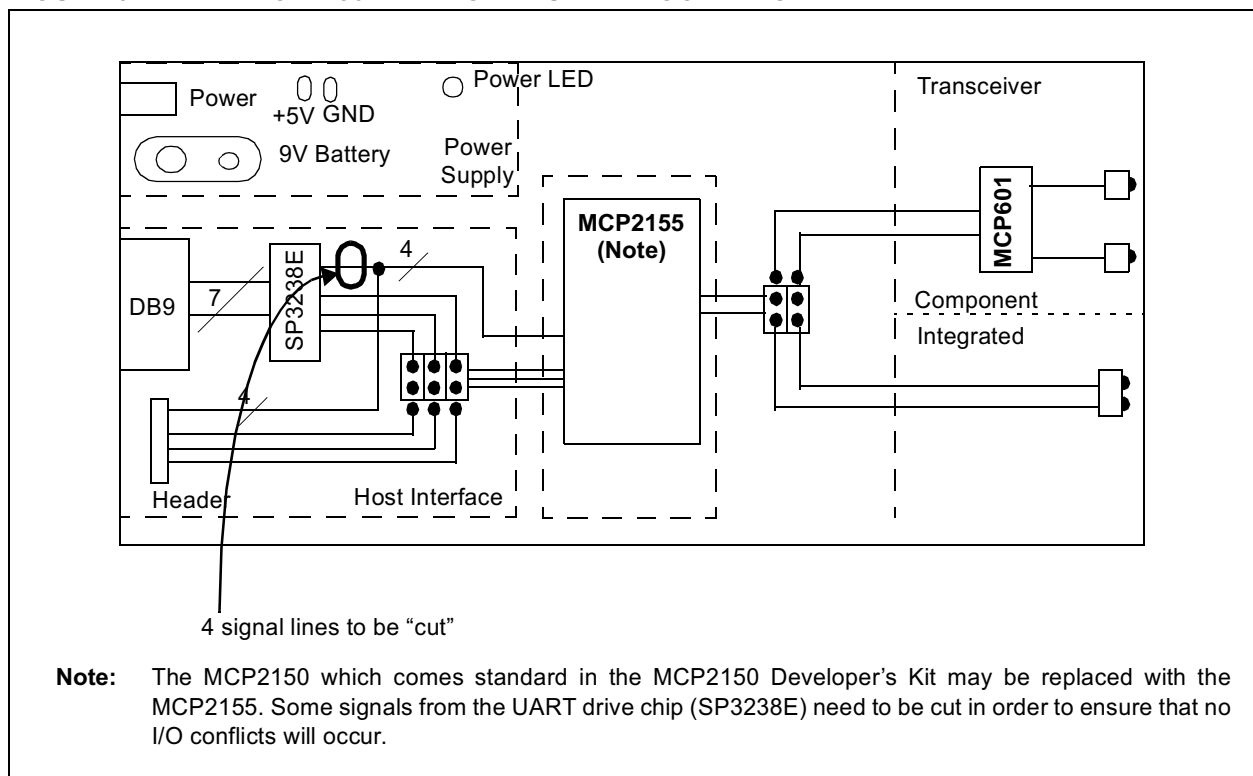 Power
+5V GND
Power LED
9V Battery
Power
Supply
Transceiver
MCP2155
(Note)
MCP601
DB9
7
SP3238E
4
Component
Integrated
4
Header
Host Interface
4 signal lines to be “cut”
Note: The MCP2150 which comes standard in the MCP2150 Developer’s Kit may be replaced with the
MCP2155. Some signals from the UART drive chip (SP3238E) need to be cut in order to ensure that no
I/O conflicts will occur.